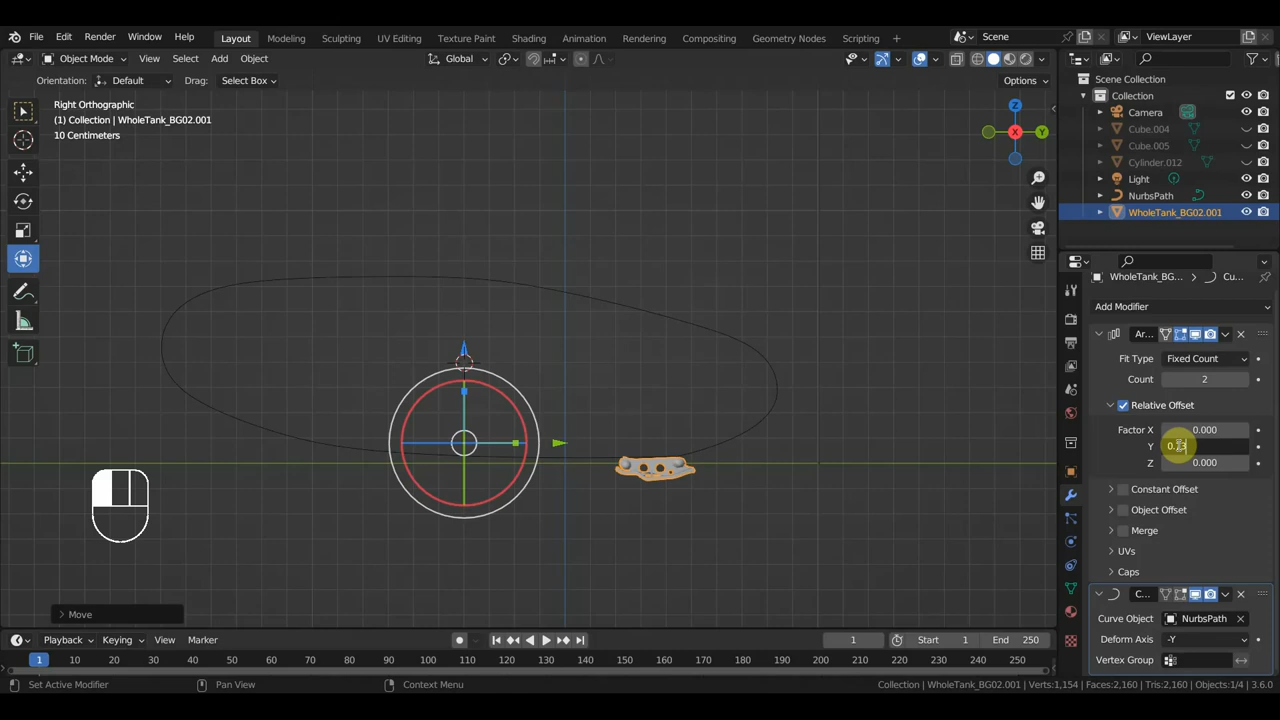 File Edit Render Window Help Layout Modeling Sculpting UV Editing Texture Paint Shading Animation Rendering Compositing Geometry Nodes Scripting + Scene ViewLayer
Object Mode View Select Add Object Global Options
Orientation: Default Drag: Select Box
Right Orthographic
(1) Collection | WholeTank_BG02.001
10 Centimeters
Z
Y
X
Scene Collection
Collection
Camera
Cube.004
Cube.005
Cylinder.012
Light
NurbsPath
WholeTank_BG02.001
WholeTank_BG... Cu...
Add Modifier
Ar...
Fit Type Fixed Count
Count 2
Relative Offset
Factor X 0.000
Y
Z 0.000
Constant Offset
Object Offset
Merge
UVs
Caps
C...
Curve Object NurbsPath
Deform Axis -Y
Vertex Group
Move
Playback Keying View Marker 1 Start 1 End 250
1 10 20 30 40 50 60 70 80 90 100 110 120 130 140 150 160 170 180 190 200 210 220 230 240 250
Set Active Modifier Pan View Context Menu Collection | WholeTank_BG02.001 | Verts:1,154 | Faces:2,160 | Tris:2,160 | Objects:1/4 | 3.6.0